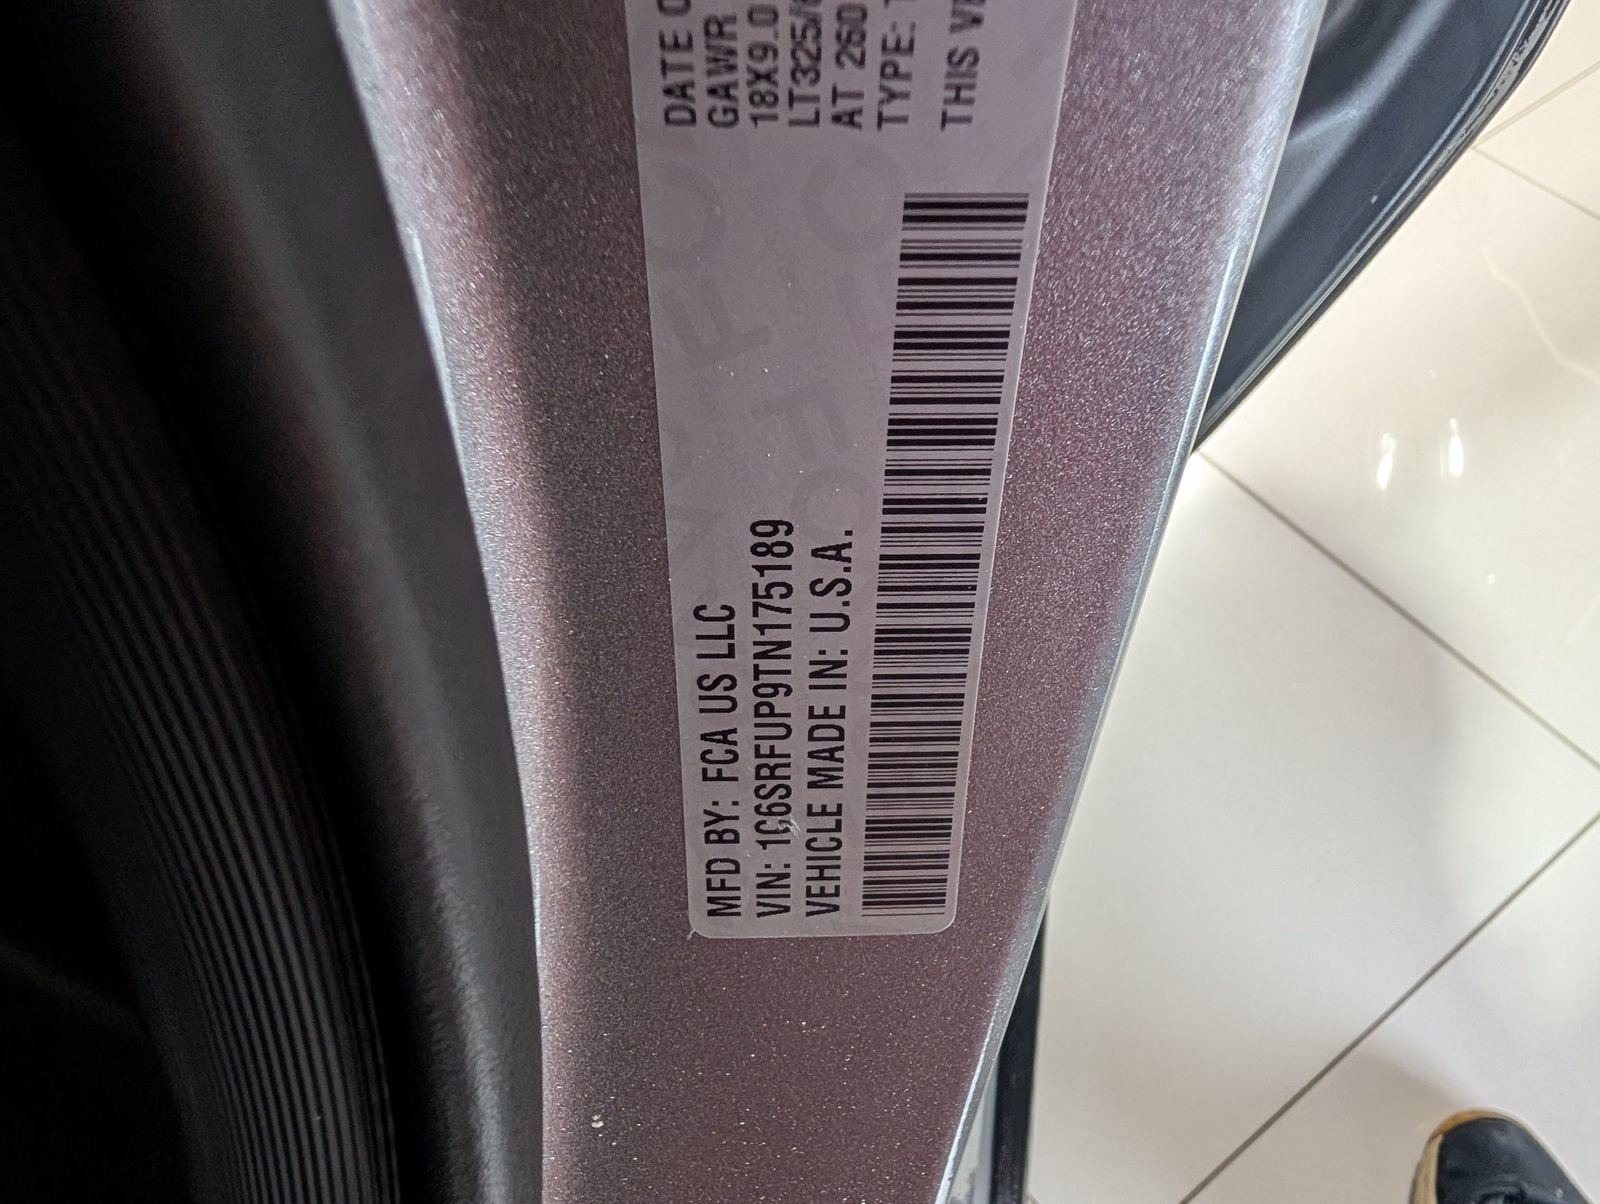 MFD BY: FCA US LLC
VIN: 1C6SRFUP9TN175189
VEHICLE MADE IN: U.S.A.
DATE O
GAWR
18X9.0
LT325/
AT 260
TYPE:
THIS